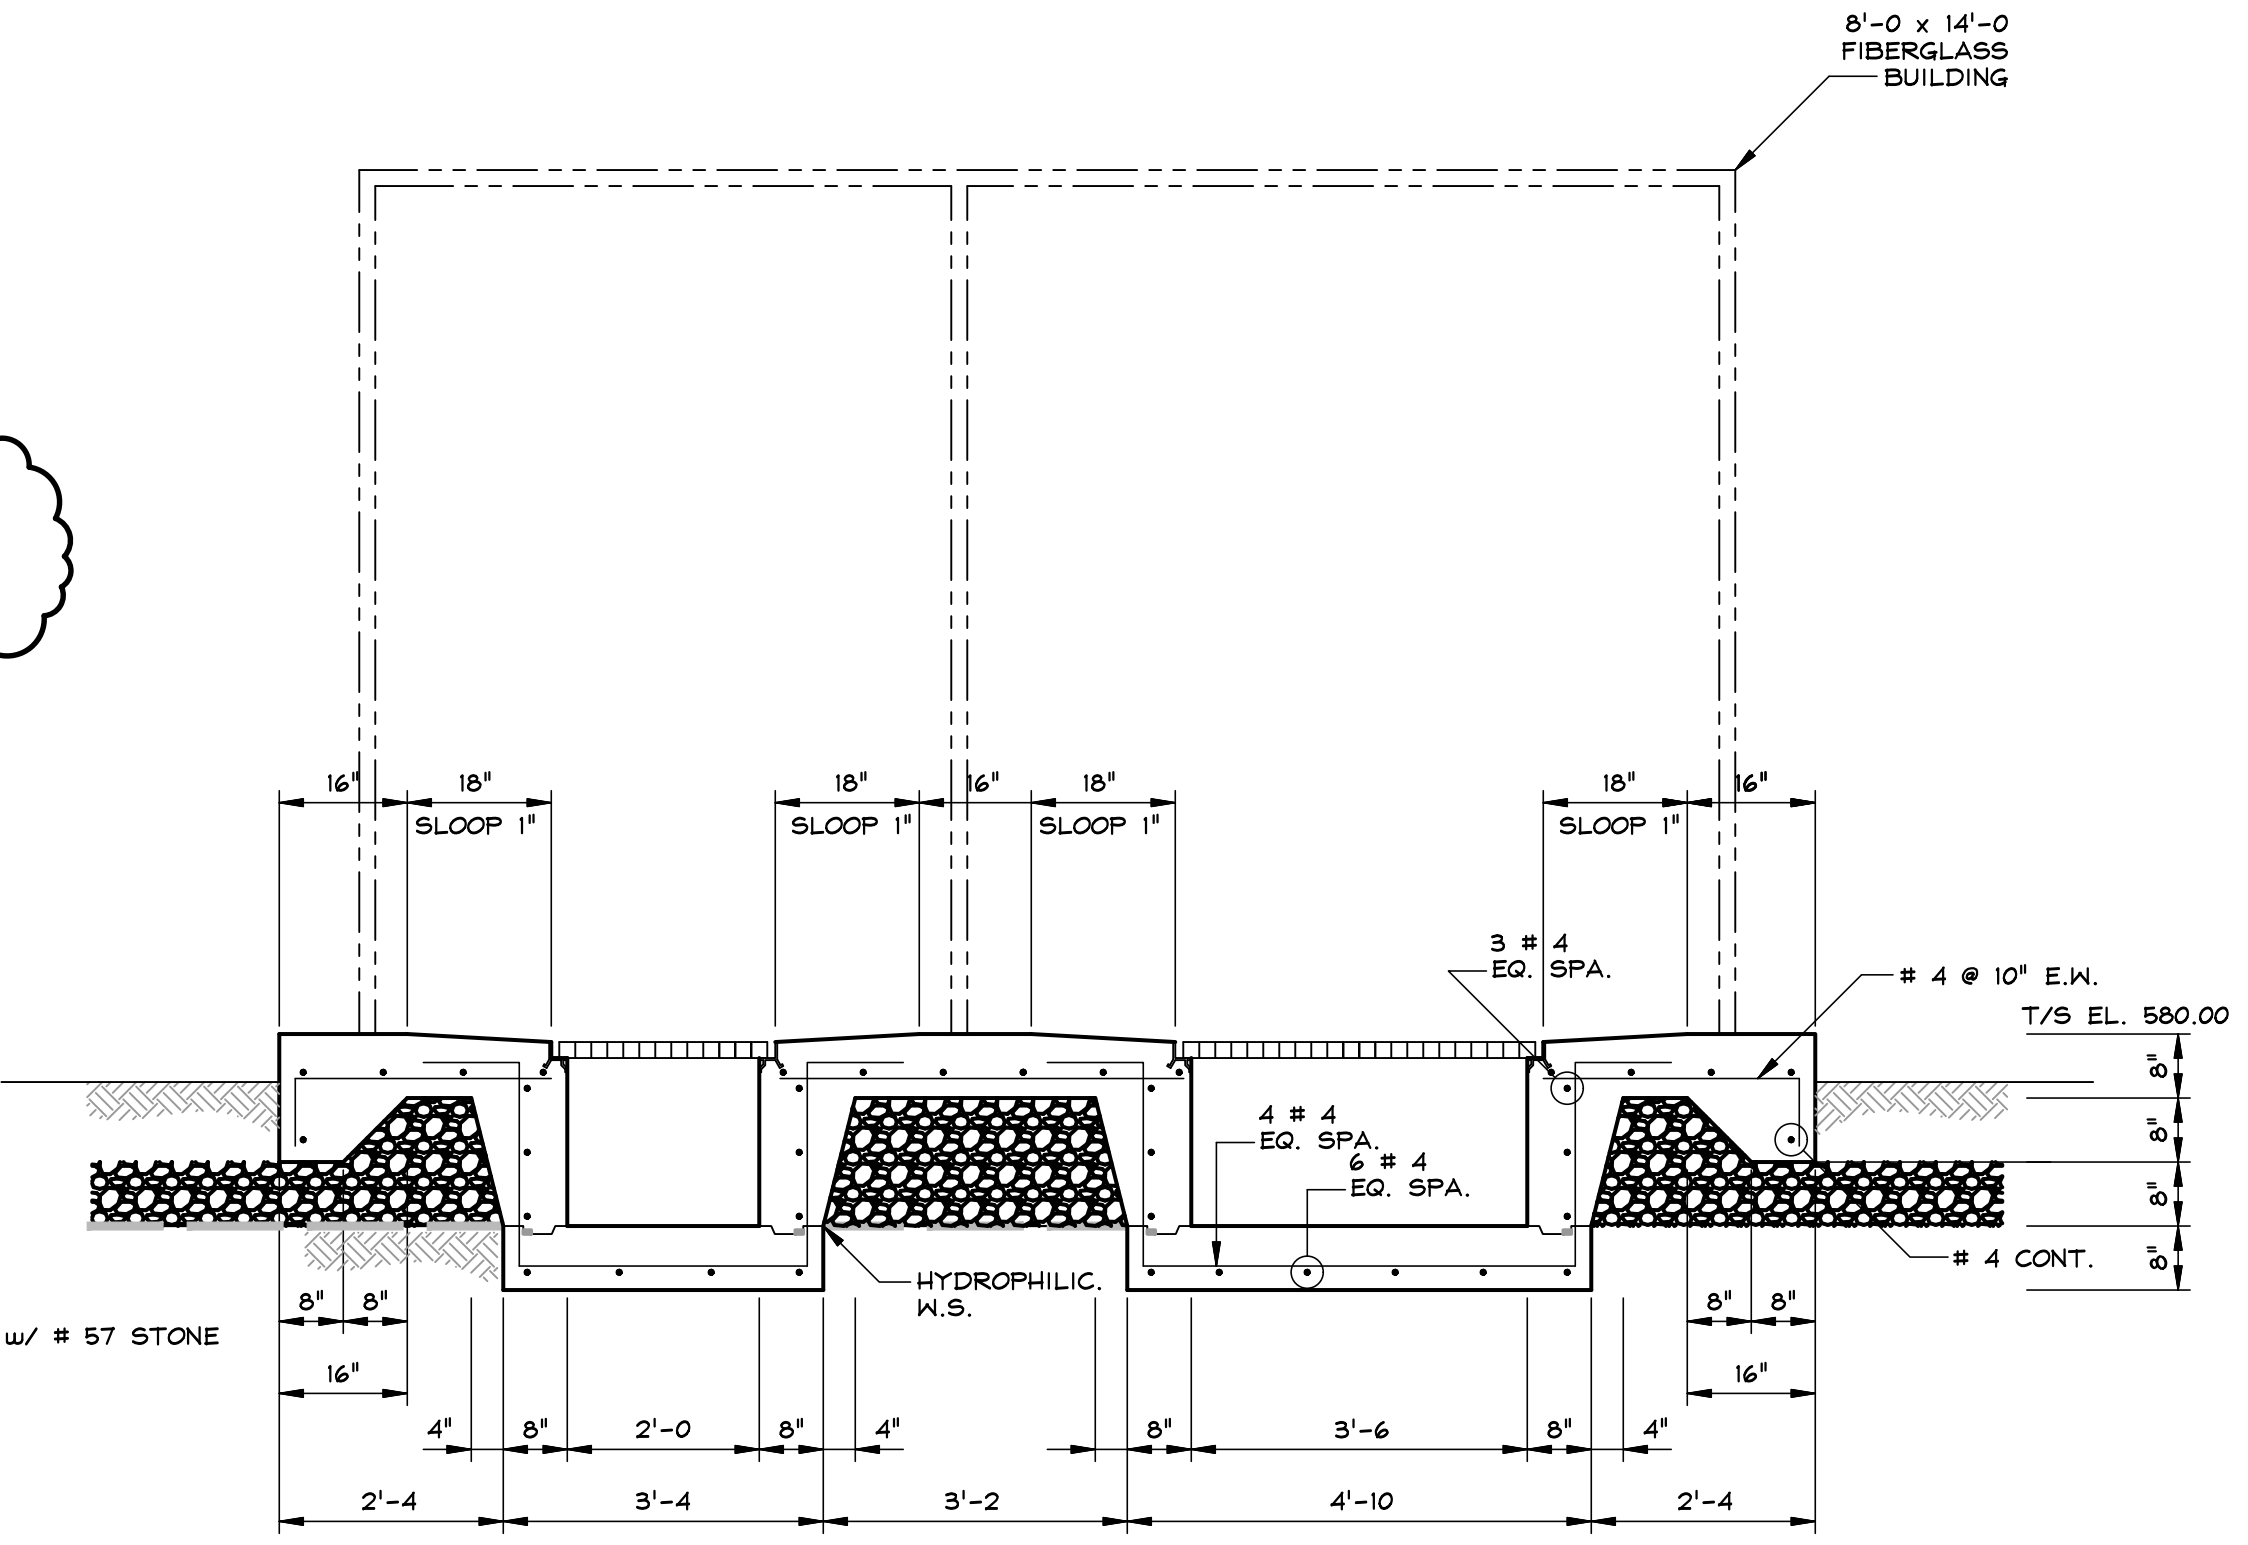 8'-0 x 14'-0
FIBERGLASS
BUILDING
16" 18" 18" 16" 18" 18" 16"
SLOOP 1" SLOOP 1" SLOOP 1" SLOOP 1"
3 # 4
EQ. SPA.
# 4 @ 10" E.W.
T/S EL. 580.00
8"
8"
8"
8"
4 # 4
EQ. SPA.
6 # 4
EQ. SPA.
# 4 CONT.
HYDROPHILIC.
W.S.
w/ # 57 STONE
8" 8" 8" 8"
16" 16"
4" 8" 2'-0 8" 4" 8" 3'-6 8" 4"
2'-4 3'-4 3'-2 4'-10 2'-4